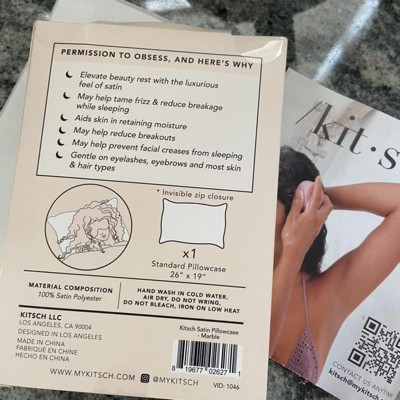 PERMISSION TO OBSESS, AND HERE'S WHY
Elevate beauty rest with the luxurious
feel of satin
May help tame frizz & reduce breakage
while sleeping
Aids skin in retaining moisture
May help reduce breakouts
May help prevent facial creases from sleeping
Gentle on eyelashes, eyebrows and most skin
& hair types
* Invisible zip closure
x1
Standard Pillowcase
26" x 19"
MATERIAL COMPOSITION
100% Satin Polyester
HAND WASH IN COLD WATER,
AIR DRY, DO NOT WRING,
DO NOT BLEACH, IRON ON LOW HEAT
KITSCH LLC
LOS ANGELES, CA 90004
DESIGNED IN LOS ANGELES
MADE IN CHINA
FABRIQUÉ EN CHINE
HECHO EN CHINA
Kitsch Satin Pillowcase
- Marble
8 19677 02627 1
WWW.MYKITSCH.COM
@MYKITSCH
VID: 1046
/kit•s
CONTACT US ANYTIME
kitsch@mykitsch